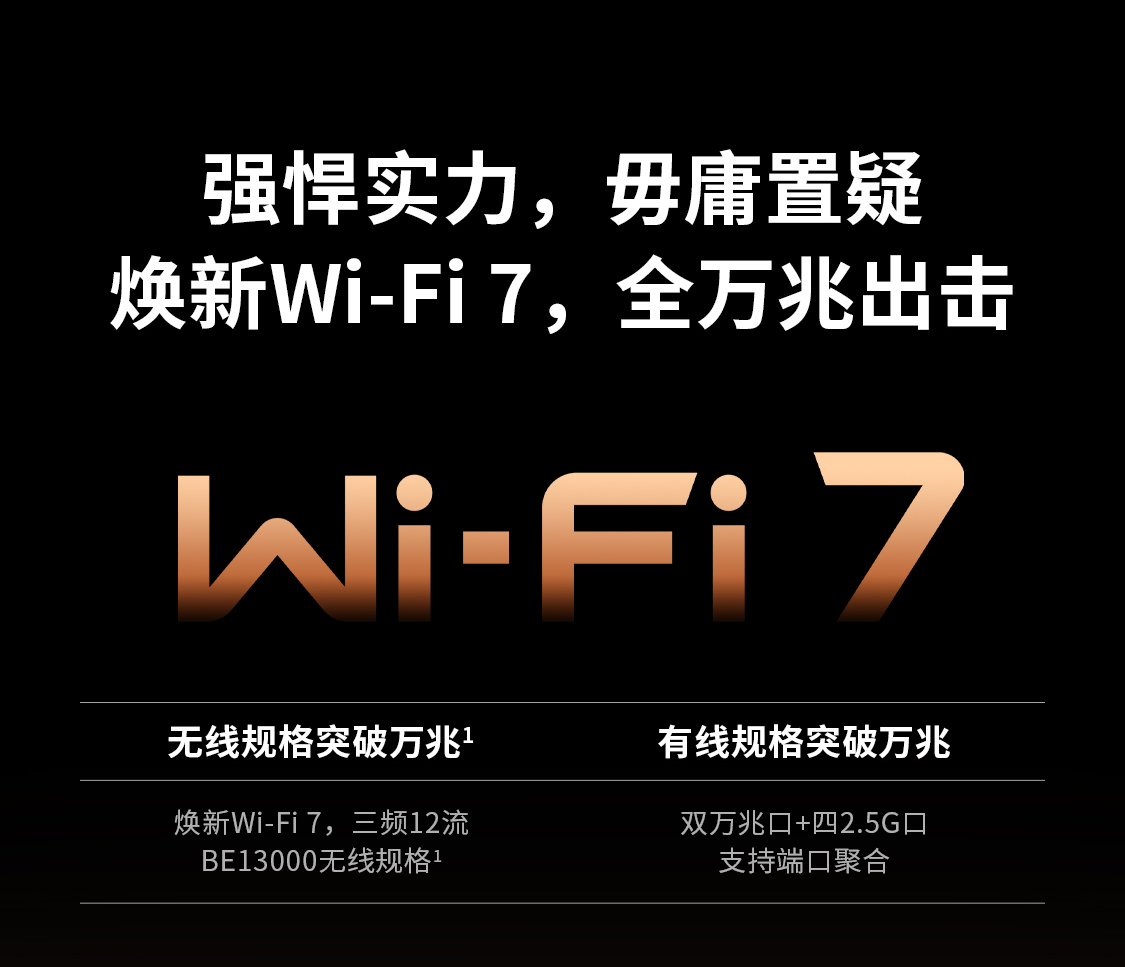 强悍实力，毋庸置疑
焕新Wi-Fi 7，全万兆出击
Wi-Fi 7
无线规格突破万兆¹
有线规格突破万兆
焕新Wi-Fi 7，三频12流
BE13000无线规格¹
双万兆口+四2.5G口
支持端口聚合